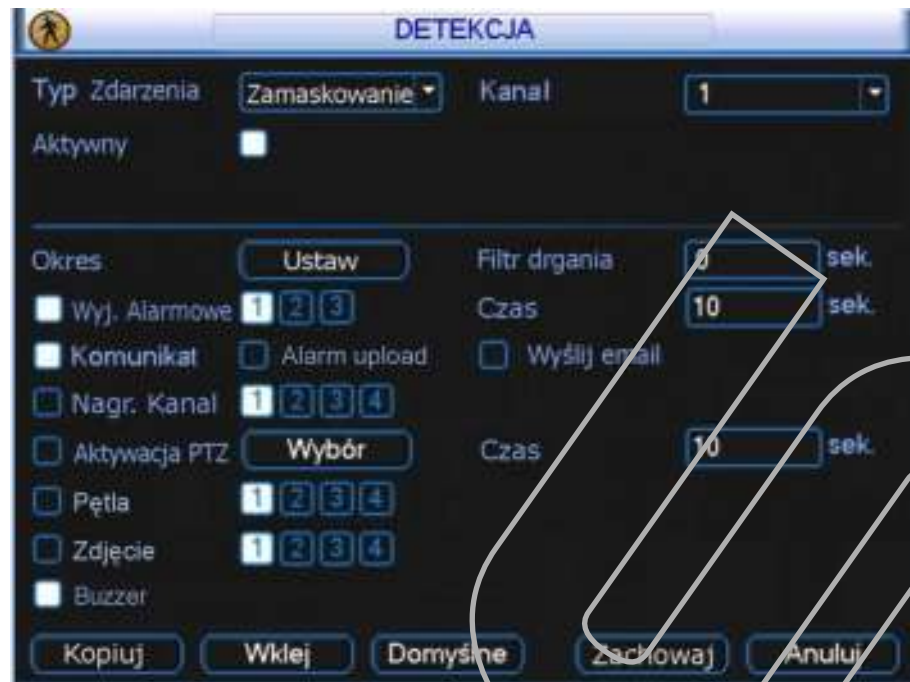 DETEKCJA
Typ Zdarzenia Zamaskowanie Kanał 1
Aktywny
Okres Ustaw Filtr drgania 0 sek.
Wyj. Alarmowe 1 2 3 Czas 10 sek.
Komunikat Alarm upload Wyślij email
Nagr. Kanał 1 2 3 4
Aktywacja PTZ Wybór Czas 10 sek.
Pętla 1 2 3 4
Zdjęcie 1 2 3 4
Buzzer
Kopiuj Wklej Domyślne Zachowaj Anuluj